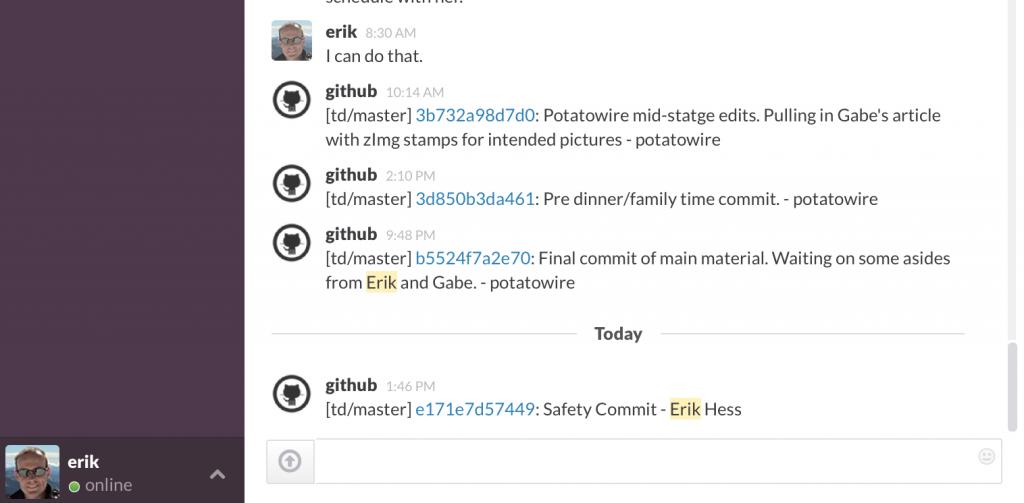 schedule with her.
erik 8:30 AM
I can do that.
github 10:14 AM
[td/master] 3b732a98d7d0: Potatowire mid-statge edits. Pulling in Gabe's article
with zImg stamps for intended pictures - potatowire
github 2:10 PM
[td/master] 3d850b3da461: Pre dinner/family time commit. - potatowire
github 9:48 PM
[td/master] b5524f7a2e70: Final commit of main material. Waiting on some asides
from Erik and Gabe. - potatowire
Today
github 1:46 PM
[td/master] e171e7d57449: Safety Commit - Erik Hess
erik
online